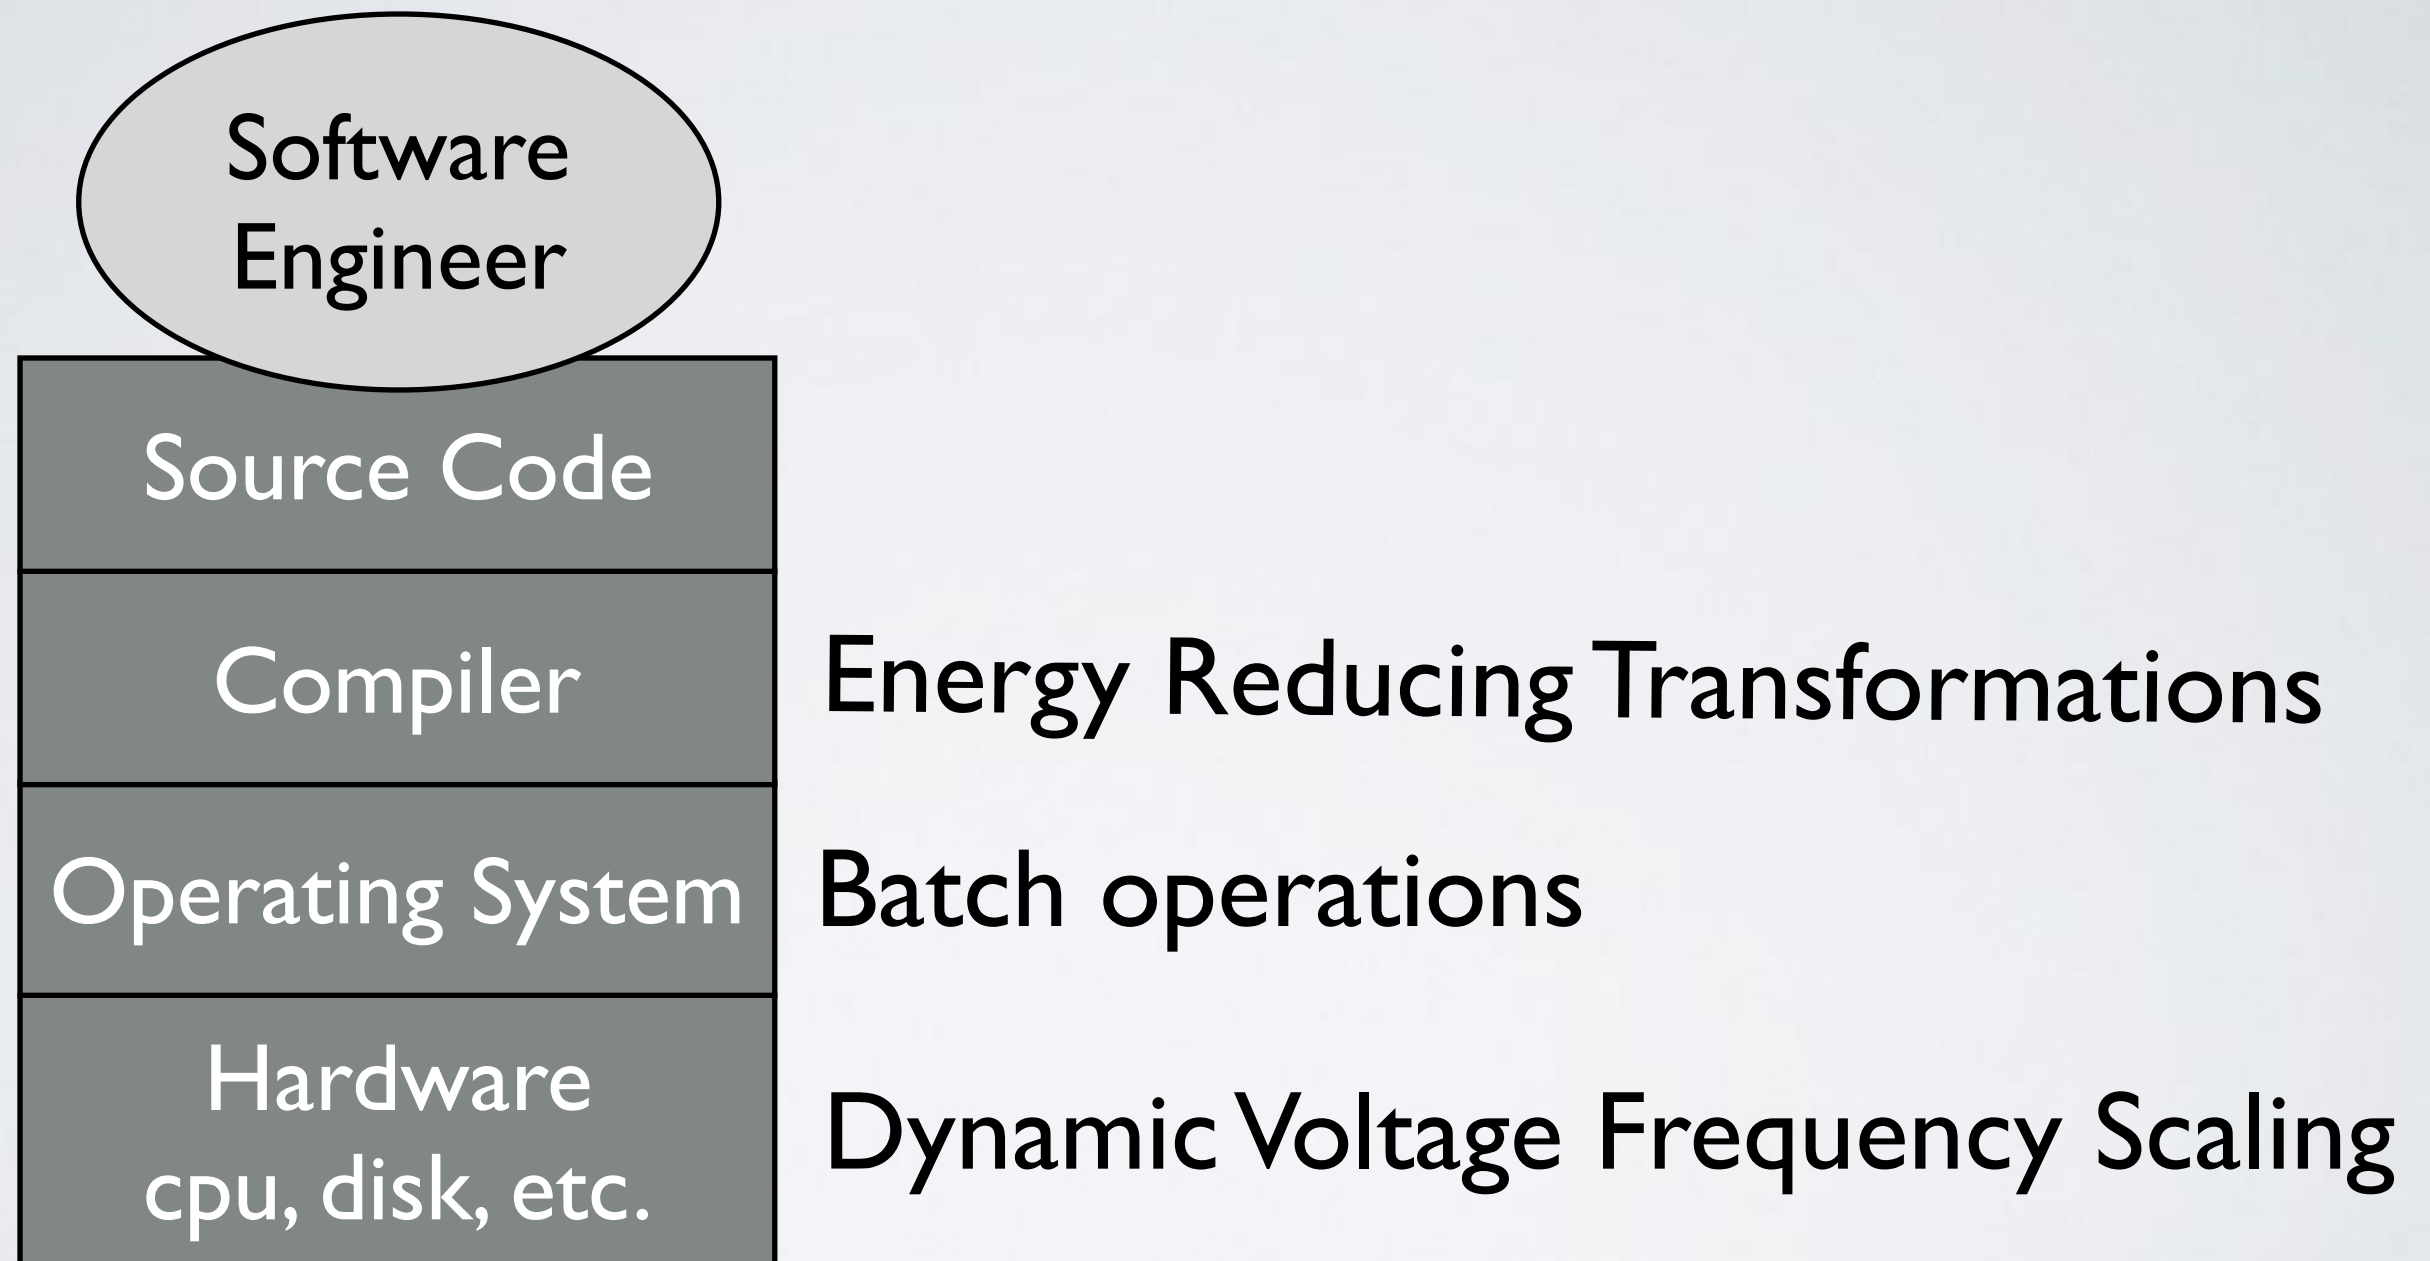 Software
Engineer
Source Code
Compiler
Energy Reducing Transformations
Operating System
Batch operations
Hardware
cpu, disk, etc.
Dynamic Voltage Frequency Scaling